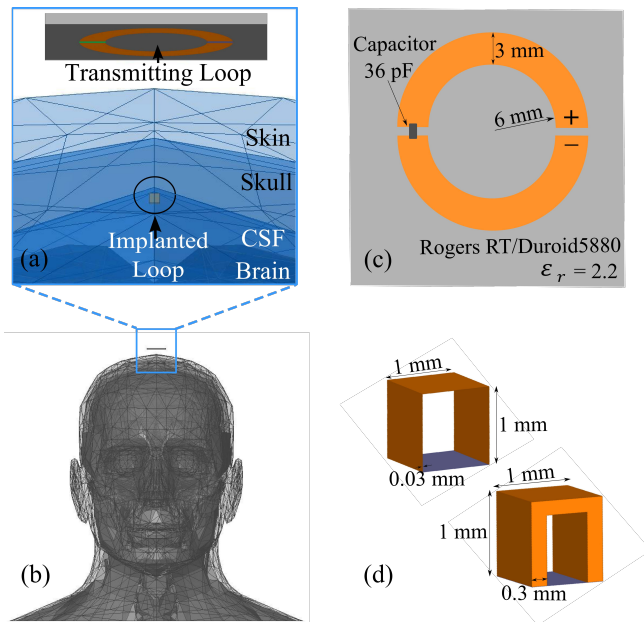 Transmitting Loop
Skin
Skull
(a)
Implanted
Loop
CSF
Brain
(b)
Capacitor
36 pF
3 mm
6 mm
+
−
Rogers RT/Duroid5880
(c)
εr = 2.2
1 mm
1 mm
0.03 mm
1 mm
1 mm
0.3 mm
(d)